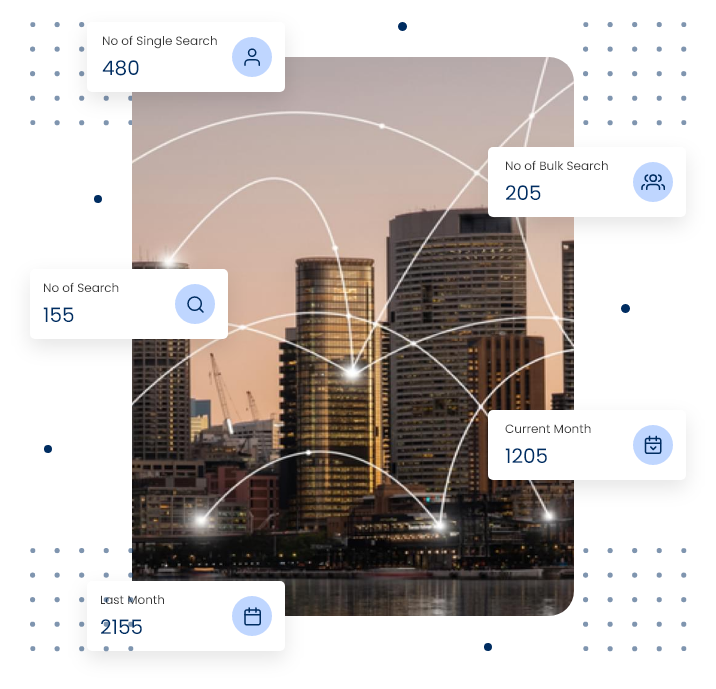 No of Single Search
480
No of Bulk Search
205
No of Search
155
Current Month
1205
Last Month
2155